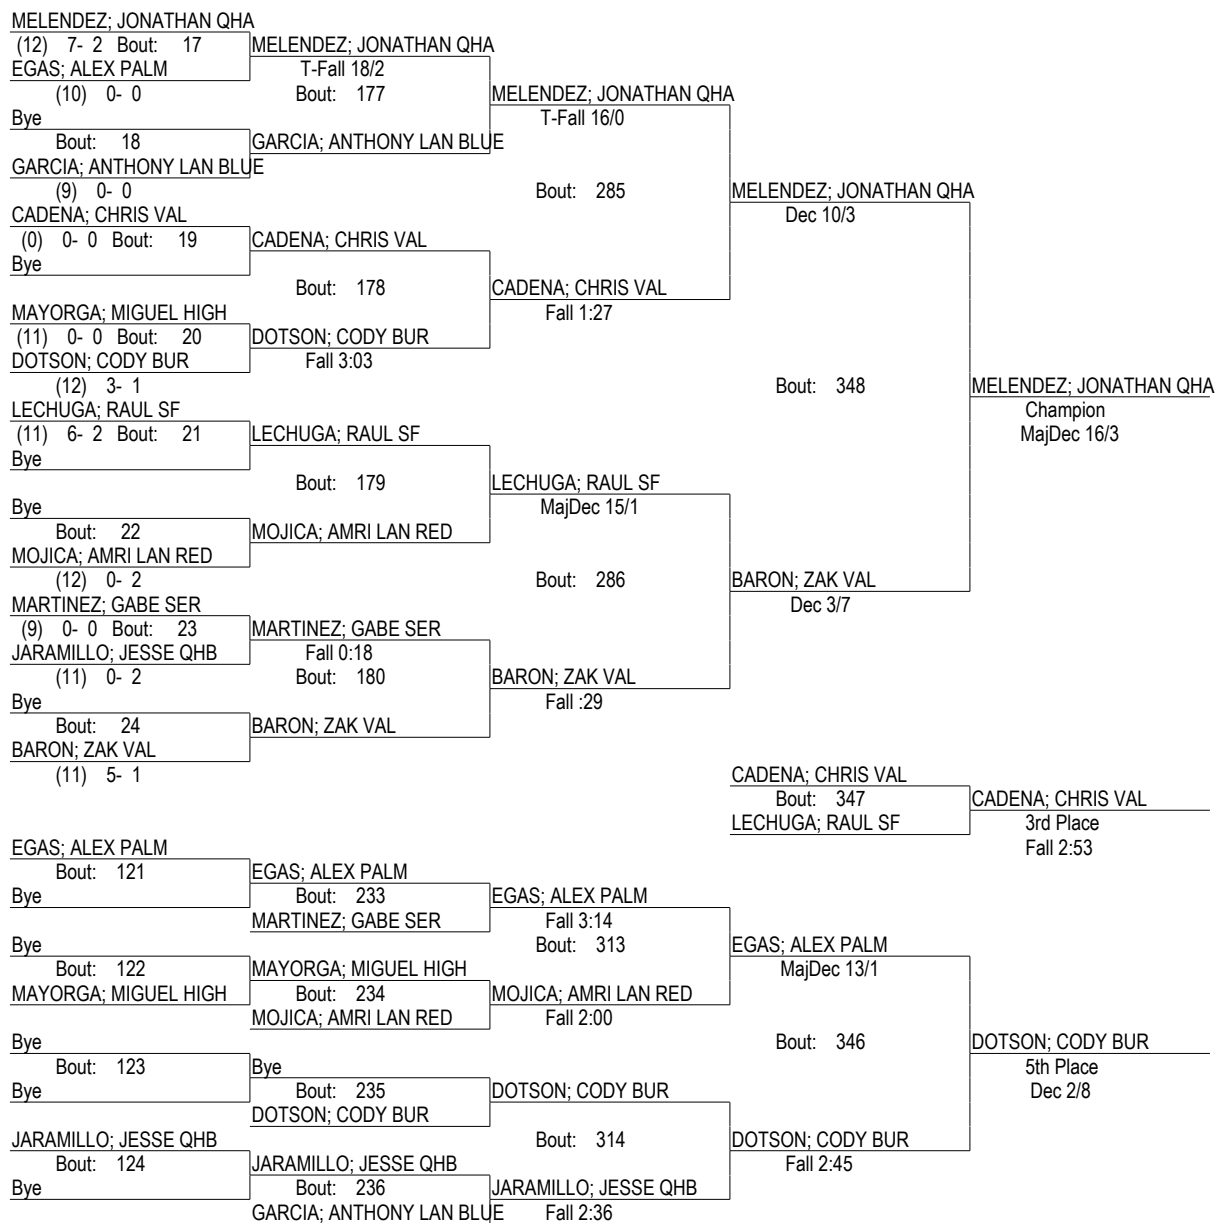 MELENDEZ; JONATHAN QHA
(12) 7- 2 Bout: 17 MELENDEZ; JONATHAN QHA
EGAS; ALEX PALM T-Fall 18/2
(10) 0- 0 Bout: 177 MELENDEZ; JONATHAN QHA
Bye T-Fall 16/0
Bout: 18 GARCIA; ANTHONY LAN BLUE
GARCIA; ANTHONY LAN BLUE
(9) 0- 0 Bout: 285 MELENDEZ; JONATHAN QHA
CADENA; CHRIS VAL Dec 10/3
(0) 0- 0 Bout: 19 CADENA; CHRIS VAL
Bye
Bout: 178 CADENA; CHRIS VAL
MAYORGA; MIGUEL HIGH Fall 1:27
(11) 0- 0 Bout: 20 DOTSON; CODY BUR
DOTSON; CODY BUR Fall 3:03
(12) 3- 1 Bout: 348 MELENDEZ; JONATHAN QHA
LECHUGA; RAUL SF Champion
(11) 6- 2 Bout: 21 LECHUGA; RAUL SF MajDec 16/3
Bye
Bout: 179 LECHUGA; RAUL SF
Bye MajDec 15/1
Bout: 22 MOJICA; AMRI LAN RED
MOJICA; AMRI LAN RED
(12) 0- 2 Bout: 286 BARON; ZAK VAL
MARTINEZ; GABE SER Dec 3/7
(9) 0- 0 Bout: 23 MARTINEZ; GABE SER
JARAMILLO; JESSE QHB Fall 0:18
(11) 0- 2 Bout: 180 BARON; ZAK VAL
Bye Fall :29
Bout: 24 BARON; ZAK VAL
BARON; ZAK VAL
(11) 5- 1 CADENA; CHRIS VAL
Bout: 347 CADENA; CHRIS VAL
LECHUGA; RAUL SF 3rd Place
EGAS; ALEX PALM Fall 2:53
Bout: 121 EGAS; ALEX PALM
Bye Bout: 233 EGAS; ALEX PALM
MARTINEZ; GABE SER Fall 3:14
Bye Bout: 313 EGAS; ALEX PALM
Bout: 122 MAYORGA; MIGUEL HIGH MajDec 13/1
MAYORGA; MIGUEL HIGH Bout: 234 MOJICA; AMRI LAN RED
MOJICA; AMRI LAN RED Fall 2:00
Bye Bout: 346 DOTSON; CODY BUR
Bout: 123 Bye 5th Place
Bye Bout: 235 DOTSON; CODY BUR Dec 2/8
DOTSON; CODY BUR
JARAMILLO; JESSE QHB Bout: 314 DOTSON; CODY BUR
Bout: 124 JARAMILLO; JESSE QHB Fall 2:45
Bye Bout: 236 JARAMILLO; JESSE QHB
GARCIA; ANTHONY LAN BLUE Fall 2:36